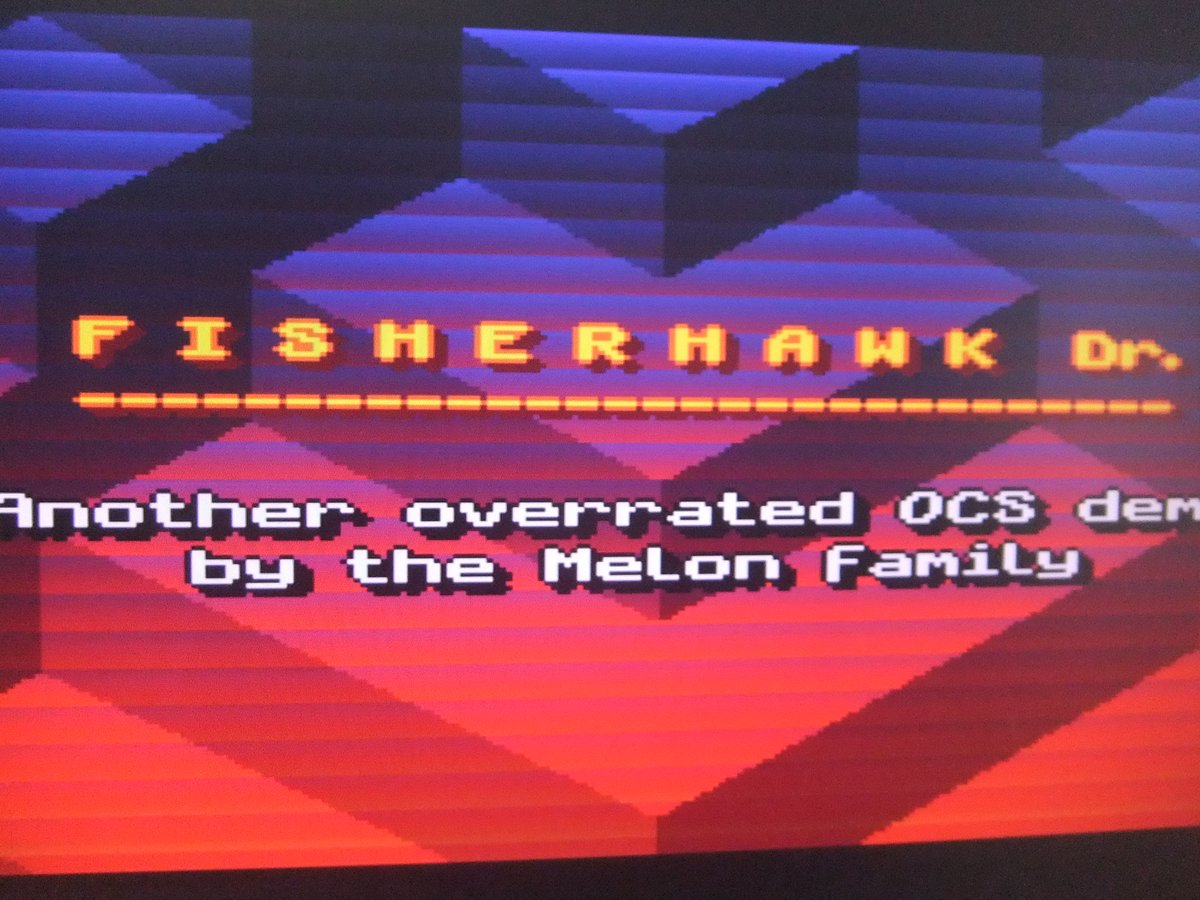 FISHERHAWK Dr.
----------------------------
Another overrated OCS dem
by the Melon Family